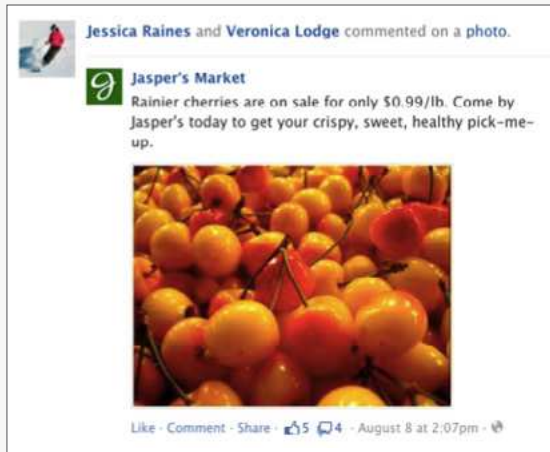 Jessica Raines and Veronica Lodge commented on a photo.
Jasper's Market
Rainier cherries are on sale for only $0.99/lb. Come by
Jasper's today to get your crispy, sweet, healthy pick-me-
up.
Like · Comment · Share · 5 4 · August 8 at 2:07pm ·